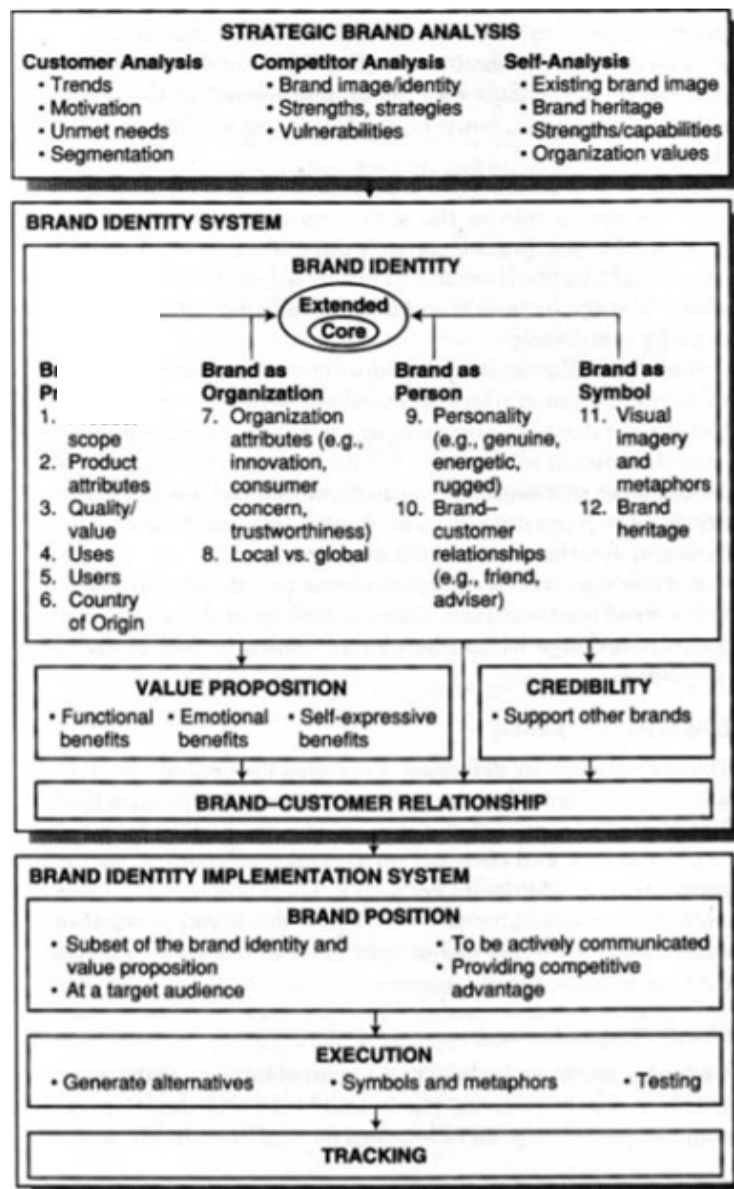 STRATEGIC BRAND ANALYSIS
Customer Analysis
• Trends
• Motivation
• Unmet needs
• Segmentation
Competitor Analysis
• Brand image/identity
• Strengths, strategies
• Vulnerabilities
Self-Analysis
• Existing brand image
• Brand heritage
• Strengths/capabilities
• Organization values
BRAND IDENTITY SYSTEM
BRAND IDENTITY
Extended
Core
1.
scope
2. Product
attributes
3. Quality/
value
4. Uses
5. Users
6. Country
of Origin
Brand as
Organization
7. Organization
attributes (e.g.,
innovation,
consumer
concern,
trustworthiness)
8. Local vs. global
Brand as
Person
9. Personality
(e.g., genuine,
energetic,
rugged)
10. Brand–
customer
relationships
(e.g., friend,
adviser)
Brand as
Symbol
11. Visual
imagery
and
metaphors
12. Brand
heritage
VALUE PROPOSITION
• Functional
benefits
• Emotional
benefits
• Self-expressive
benefits
CREDIBILITY
• Support other brands
BRAND–CUSTOMER RELATIONSHIP
BRAND IDENTITY IMPLEMENTATION SYSTEM
BRAND POSITION
• Subset of the brand identity and
value proposition
• At a target audience
• To be actively communicated
• Providing competitive
advantage
EXECUTION
• Generate alternatives
• Symbols and metaphors
• Testing
TRACKING